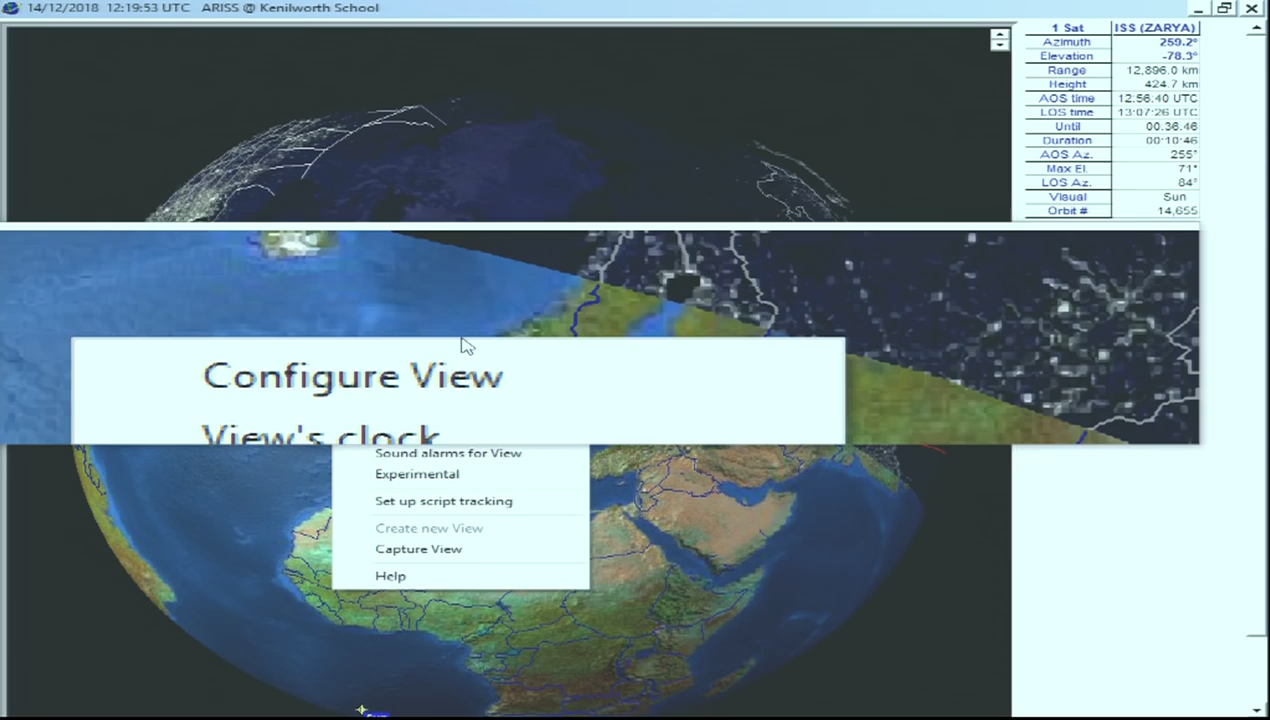 14/12/2018 12:19:53 UTC ARISS @ Kenilworth School
1 Sat ISS (ZARYA)
Azimuth 259.2°
Elevation -78.3°
Range 12,896.0 km
Height 424.7 km
AOS time 12:56:40 UTC
LOS time 13:07:26 UTC
Until 00:36:46
Duration 00:10:46
AOS Az. 255°
Max El. 71°
LOS Az. 84°
Visual Sun
Orbit # 14,655
Configure View
View's clock
Sound alarms for View
Experimental
Set up script tracking
Create new View
Capture View
Help